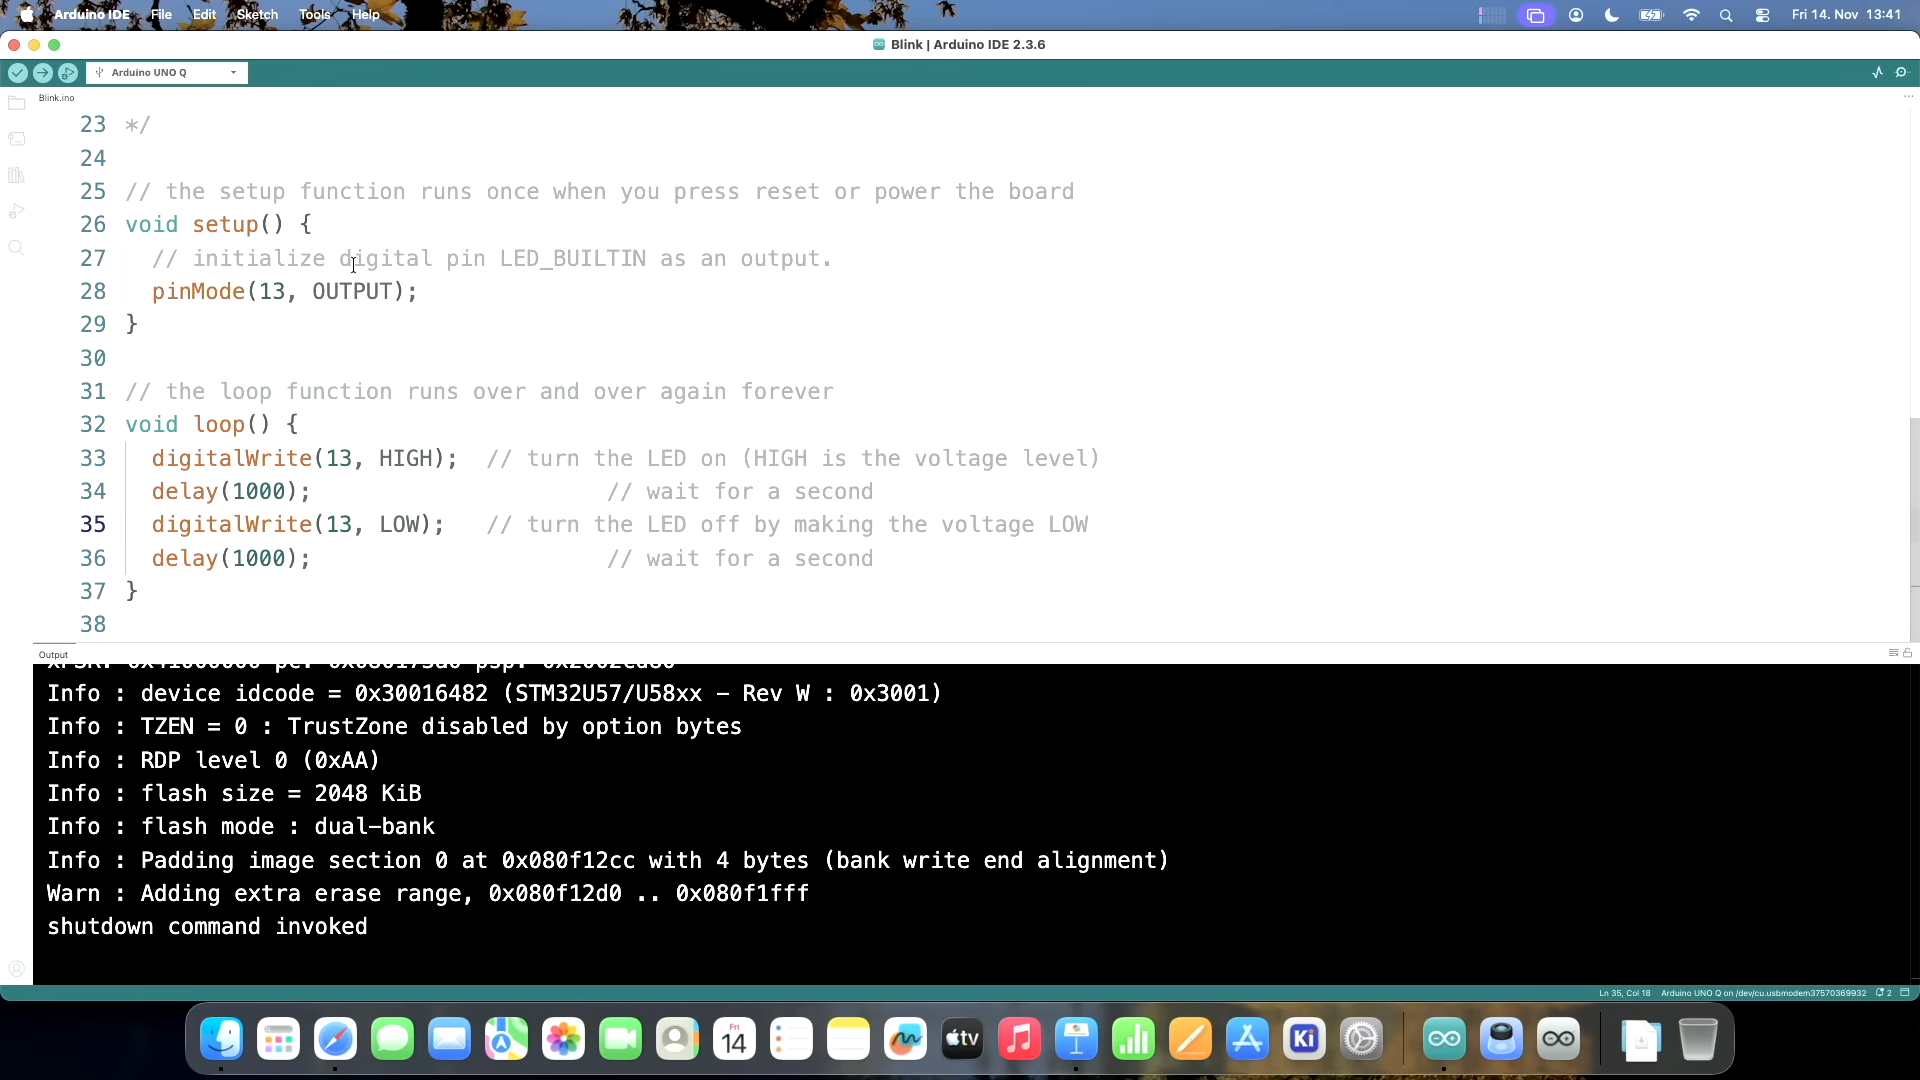 Arduino IDE File Edit Sketch Tools Help Fri 14. Nov 13:41
Blink | Arduino IDE 2.3.6
Arduino UNO Q
Blink.ino
23 */
24
25 // the setup function runs once when you press reset or power the board
26 void setup() {
27 // initialize digital pin LED_BUILTIN as an output.
28 pinMode(13, OUTPUT);
29 }
30
31 // the loop function runs over and over again forever
32 void loop() {
33 digitalWrite(13, HIGH); // turn the LED on (HIGH is the voltage level)
34 delay(1000); // wait for a second
35 digitalWrite(13, LOW); // turn the LED off by making the voltage LOW
36 delay(1000); // wait for a second
37 }
38
Output
Info : device idcode = 0x30016482 (STM32U57/U58xx - Rev W : 0x3001)
Info : TZEN = 0 : TrustZone disabled by option bytes
Info : RDP level 0 (0xAA)
Info : flash size = 2048 KiB
Info : flash mode : dual-bank
Info : Padding image section 0 at 0x080f12cc with 4 bytes (bank write end alignment)
Warn : Adding extra erase range, 0x080f12d0 .. 0x080f1fff
shutdown command invoked
Ln 35, Col 18 Arduino UNO Q on /dev/cu.usbmodem37570369932 2
Fri
14
tv
Ki